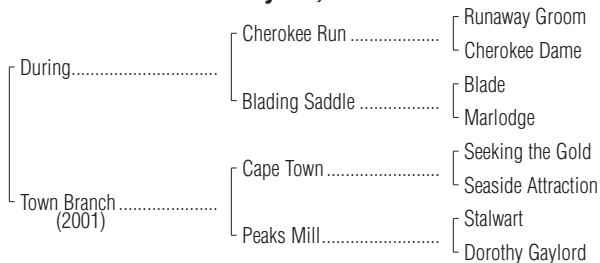 Runaway Groom
Cherokee Run ..................
Cherokee Dame
During.............................
Blade
Blading Saddle ................
Marlodge
Seeking the Gold
Cape Town .......................
Seaside Attraction
Town Branch ....................
(2001)
Stalwart
Peaks Mill........................
Dorothy Gaylord